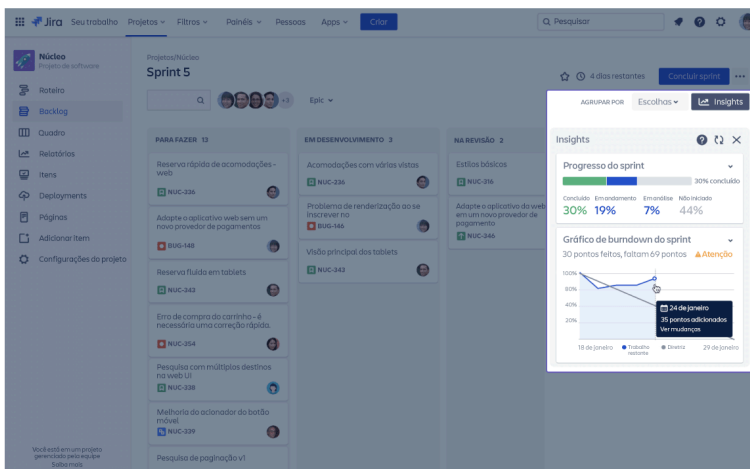 Jira Seu trabalho Projetos Filtros Painéis Pessoas Apps Criar Pesquisar
Núcleo
Projeto de software
Roteiro
Backlog
Quadro
Relatórios
Itens
Deployments
Páginas
Adicionar item
Configurações do projeto
Você está em um projeto
gerenciado pela equipe
Saiba mais
Projetos/Núcleo
Sprint 5
4 dias restantes Concluir sprint
+3 Epic
AGRUPAR POR Escolhas Insights
PARA FAZER 13
Reserva rápida de acomodações -
web
NUC-336
Adapte o aplicativo web sem um
novo provedor de pagamentos
BUG-148
Reserva fluida em tablets
NUC-343
Erro de compra do carrinho - é
necessária uma correção rápida.
NUC-354
Pesquisa com múltiplos destinos
na web UI
NUC-338
Melhoria do acionador do botão
móvel
NUC-339
Pesquisa de paginação v1
EM DESENVOLVIMENTO 3
Acomodações com várias vistas
NUC-236
Problema de renderização ao se
inscrever no
BUG-146
Visão principal dos tablets
NUC-343
NA REVISÃO 2
Estilos básicos
NUC-316
Adapte o aplicativo da web
em um novo provedor de
pagamento
NUC-346
Insights
Progresso do sprint
30% concluído
Concluído Em andamento Em análise Não iniciado
30% 19% 7% 44%
Gráfico de burndown do sprint
30 pontos feitos, faltam 69 pontos Atenção
100%
80%
40%
20%
24 de janeiro
35 pontos adicionados
Ver mudanças
18 de janeiro Trabalho restante Diretriz 29 de janeiro